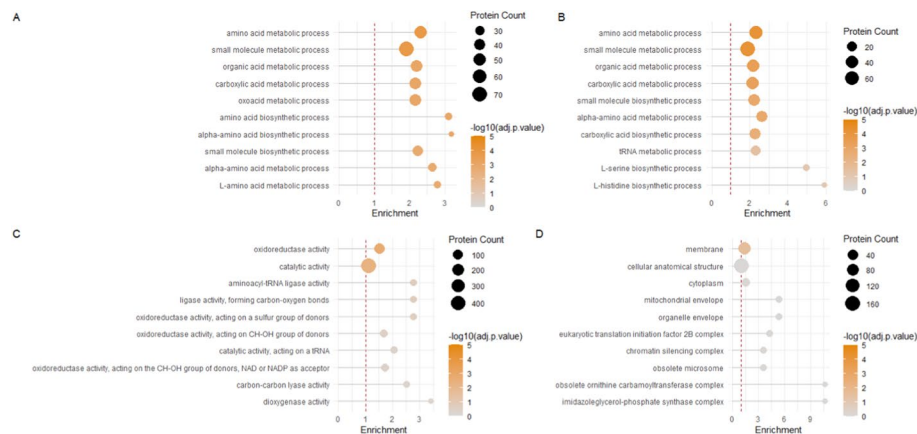 A
amino acid metabolic process
small molecule metabolic process
organic acid metabolic process
carboxylic acid metabolic process
oxoacid metabolic process
amino acid biosynthetic process
alpha-amino acid biosynthetic process
small molecule biosynthetic process
alpha-amino acid metabolic process
L-amino acid metabolic process
0 1 2 3
Enrichment
Protein Count
30
40
50
60
70
-log10(adj.p.value)
5
4
3
2
1
0
B
amino acid metabolic process
small molecule metabolic process
organic acid metabolic process
carboxylic acid metabolic process
small molecule biosynthetic process
alpha-amino acid metabolic process
carboxylic acid biosynthetic process
tRNA metabolic process
L-serine biosynthetic process
L-histidine biosynthetic process
0 2 4 6
Enrichment
Protein Count
20
40
60
-log10(adj.p.value)
5
4
3
2
1
0
C
oxidoreductase activity
catalytic activity
aminoacyl-tRNA ligase activity
ligase activity, forming carbon-oxygen bonds
oxidoreductase activity, acting on a sulfur group of donors
oxidoreductase activity, acting on CH-OH group of donors
catalytic activity, acting on a tRNA
oxidoreductase activity, acting on the CH-OH group of donors, NAD or NADP as acceptor
carbon-carbon lyase activity
dioxygenase activity
0 1 2 3
Enrichment
Protein Count
100
200
300
400
-log10(adj.p.value)
5
4
3
2
1
0
D
membrane
cellular anatomical structure
cytoplasm
mitochondrial envelope
organelle envelope
eukaryotic translation initiation factor 2B complex
chromatin silencing complex
obsolete microsome
obsolete ornithine carbamoyltransferase complex
imidazoleglycerol-phosphate synthase complex
0 3 6 9
Enrichment
Protein Count
40
80
120
160
-log10(adj.p.value)
5
4
3
2
1
0